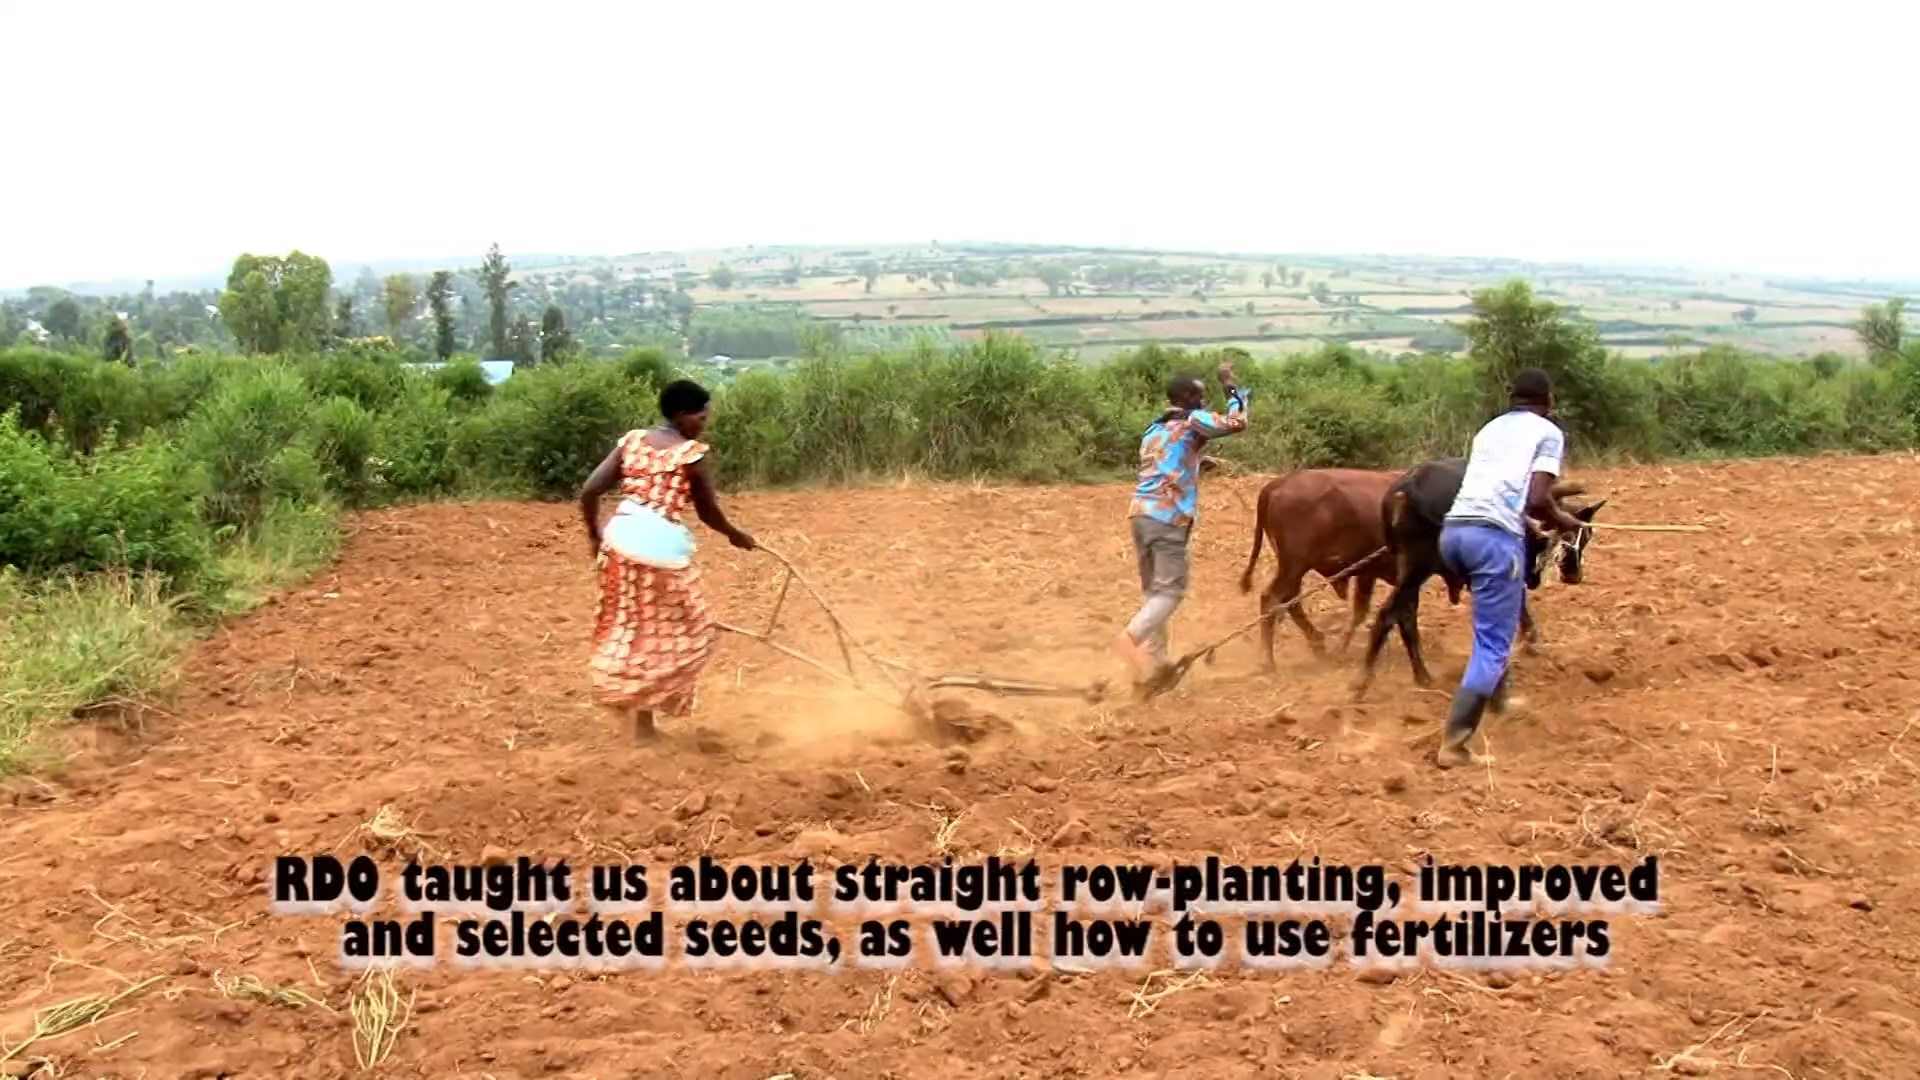 RDO taught us about straight row-planting, improved
and selected seeds, as well how to use fertilizers